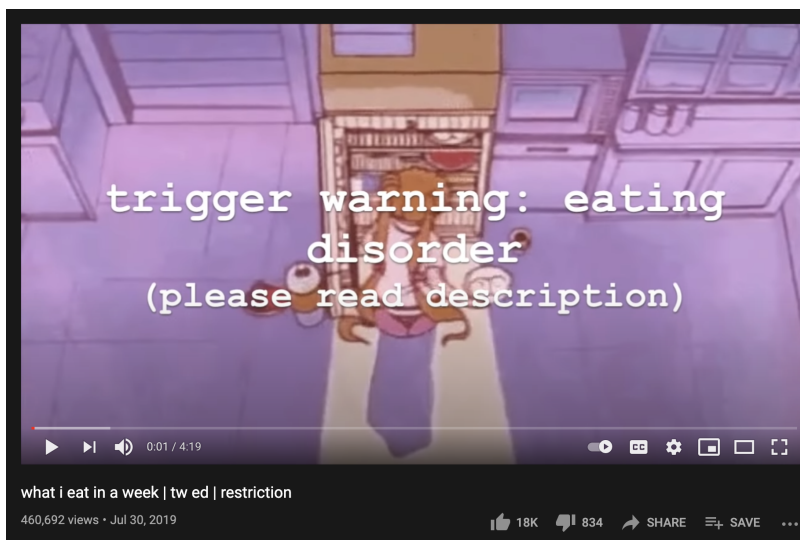 trigger warning: eating
disorder
(please read description)
0:01 / 4:19
CC
what i eat in a week | tw ed | restriction
460,692 views • Jul 30, 2019
18K 834 SHARE SAVE